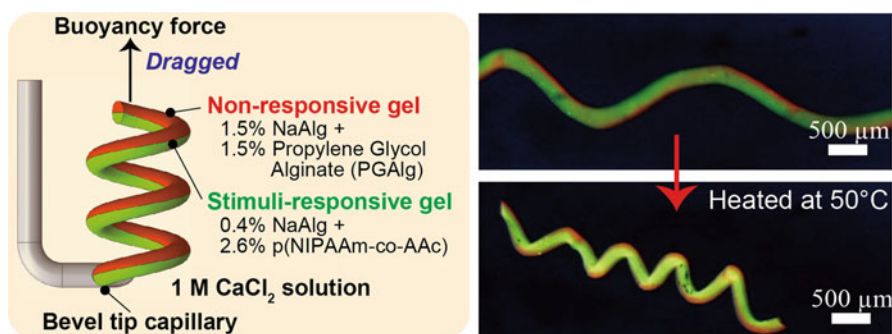 Buoyancy force
Dragged
Non-responsive gel
1.5% NaAlg +
1.5% Propylene Glycol
Alginate (PGAlg)
Stimuli-responsive gel
0.4% NaAlg +
2.6% p(NIPAAm-co-AAc)
1 M CaCl₂ solution
Bevel tip capillary
500 µm
Heated at 50°C
500 µm